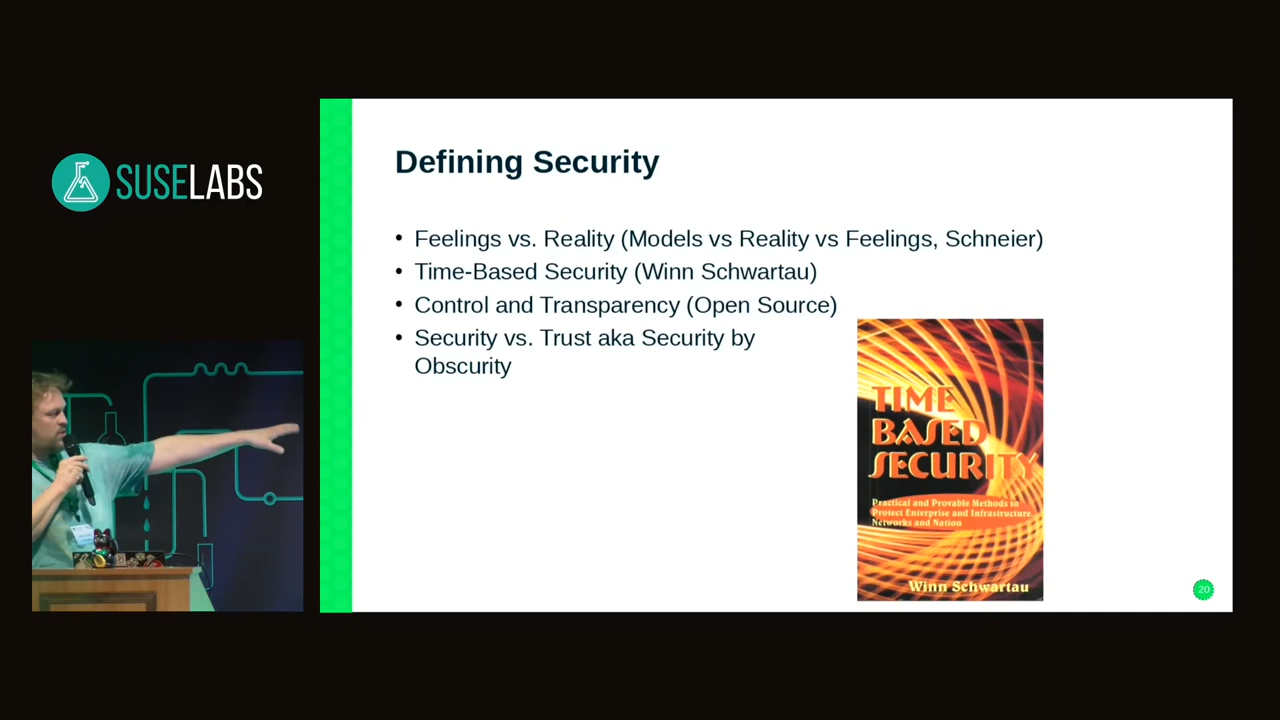 SUSELABS
Defining Security
• Feelings vs. Reality (Models vs Reality vs Feelings, Schneier)
• Time-Based Security (Winn Schwartau)
• Control and Transparency (Open Source)
• Security vs. Trust aka Security by
Obscurity
TIME
BASED
SECURITY
Practical and Provable Methods to
Protect Enterprise and Infrastructure,
Networks and Nation
Winn Schwartau
20